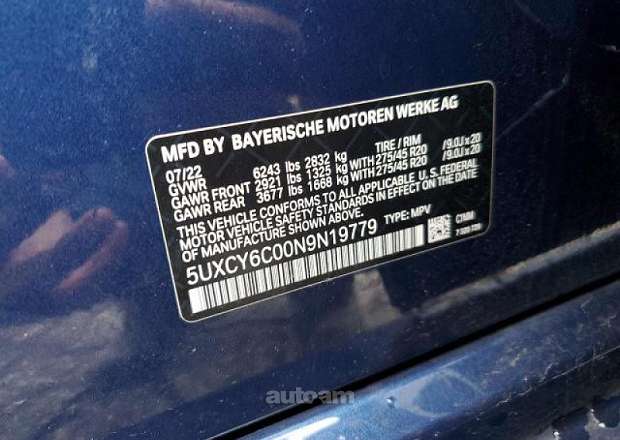 MFD BY BAYERISCHE MOTOREN WERKE AG
07/22 TIRE / RIM
GVWR 6243 lbs 2832 kg
GAWR FRONT 2921 lbs 1325 kg WITH 275/45 R20 /9.0J x 20
GAWR REAR 3677 lbs 1668 kg WITH 275/45 R20 /9.0J x 20
THIS VEHICLE CONFORMS TO ALL APPLICABLE U.S. FEDERAL
MOTOR VEHICLE SAFETY STANDARDS IN EFFECT ON THE DATE
OF MANUFACTURE SHOWN ABOVE. TYPE: MPV
5UXCY6C00N9N19779
autoam